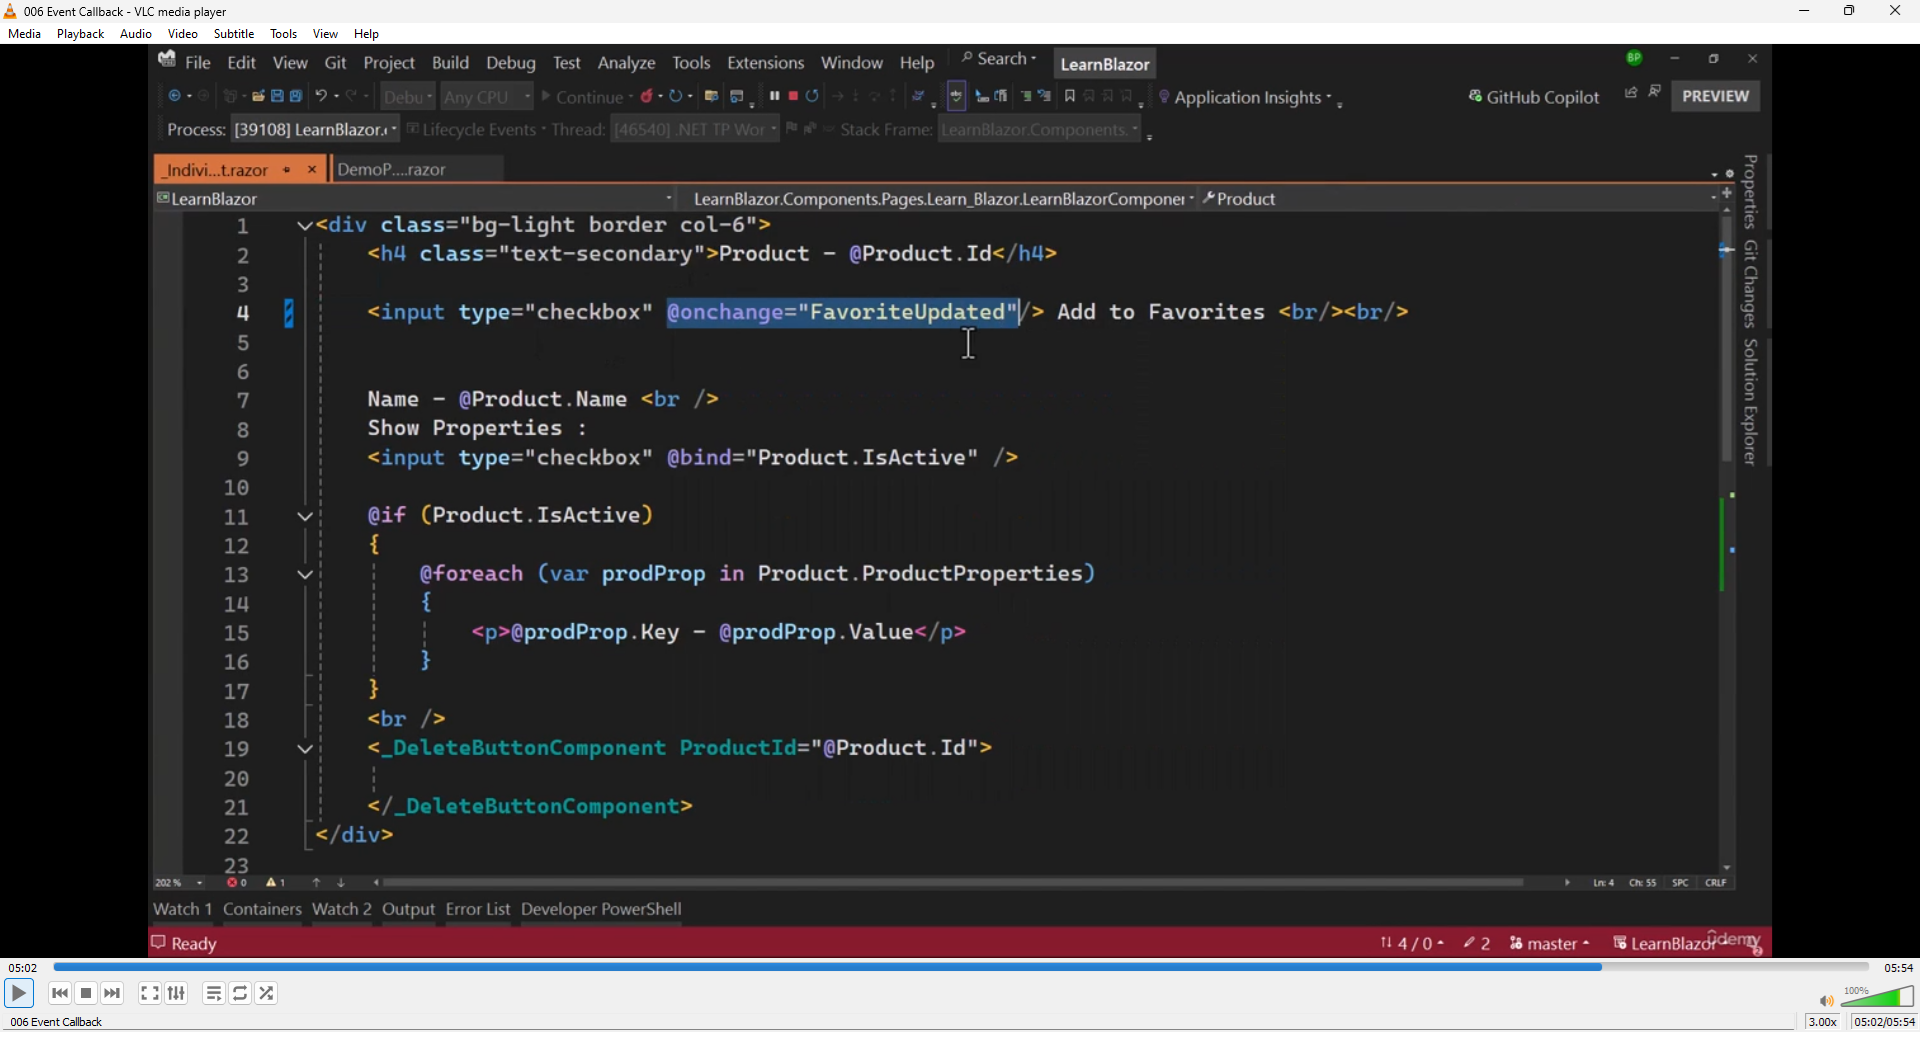 006 Event Callback - VLC media player
Media Playback Audio Video Subtitle Tools View Help
File Edit View Git Project Build Debug Test Analyze Tools Extensions Window Help Search LearnBlazor BP
Debu Any CPU Continue Application Insights GitHub Copilot PREVIEW
Process: [39108] LearnBlazor.e Lifecycle Events Thread: [46540] .NET TP Wor Stack Frame: LearnBlazor.Components.
_Indivi...t.razor DemoP....razor
LearnBlazor LearnBlazor.Components.Pages.Learn_Blazor.LearnBlazorComponer Product
1 <div class="bg-light border col-6">
2 <h4 class="text-secondary">Product - @Product.Id</h4>
3
4 <input type="checkbox" @onchange="FavoriteUpdated"/> Add to Favorites <br/><br/>
5
6
7 Name - @Product.Name <br />
8 Show Properties :
9 <input type="checkbox" @bind="Product.IsActive" />
10
11 @if (Product.IsActive)
12 {
13 @foreach (var prodProp in Product.ProductProperties)
14 {
15 <p>@prodProp.Key - @prodProp.Value</p>
16 }
17 }
18 <br />
19 <_DeleteButtonComponent ProductId="@Product.Id">
20
21 </_DeleteButtonComponent>
22 </div>
23
Properties
Git Changes
Solution Explorer
202 % 0 1 Ln: 4 Ch: 55 SPC CRLF
Watch 1 Containers Watch 2 Output Error List Developer PowerShell
Ready 4 / 0 2 master LearnBlazor 2
udemy
05:02 05:54
100%
006 Event Callback 3.00x 05:02/05:54